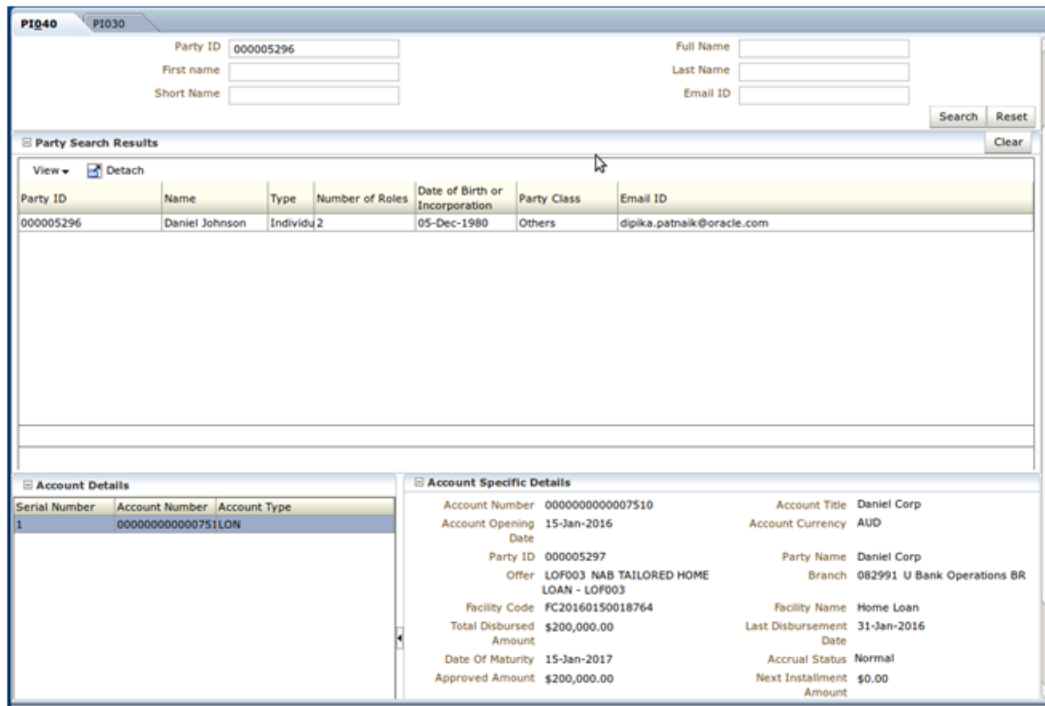 PI040 PI030
Party ID 000005296 Full Name
First name Last Name
Short Name Email ID
Search Reset
Party Search Results Clear
View Detach
Party ID Name Type Number of Roles Date of Birth or Incorporation Party Class Email ID
000005296 Daniel Johnson Individu 2 05-Dec-1980 Others dipika.patnaik@oracle.com
Account Details
Serial Number Account Number Account Type
1 000000000000751 LON
Account Specific Details
Account Number 0000000000007510 Account Title Daniel Corp
Account Opening Date 15-Jan-2016 Account Currency AUD
Party ID 000005297 Party Name Daniel Corp
Offer LOF003 NAB TAILORED HOME LOAN - LOF003 Branch 082991 U Bank Operations BR
Facility Code FC20160150018764 Facility Name Home Loan
Total Disbursed Amount $200,000.00 Last Disbursement Date 31-Jan-2016
Date Of Maturity 15-Jan-2017 Accrual Status Normal
Approved Amount $200,000.00 Next Installment Amount $0.00